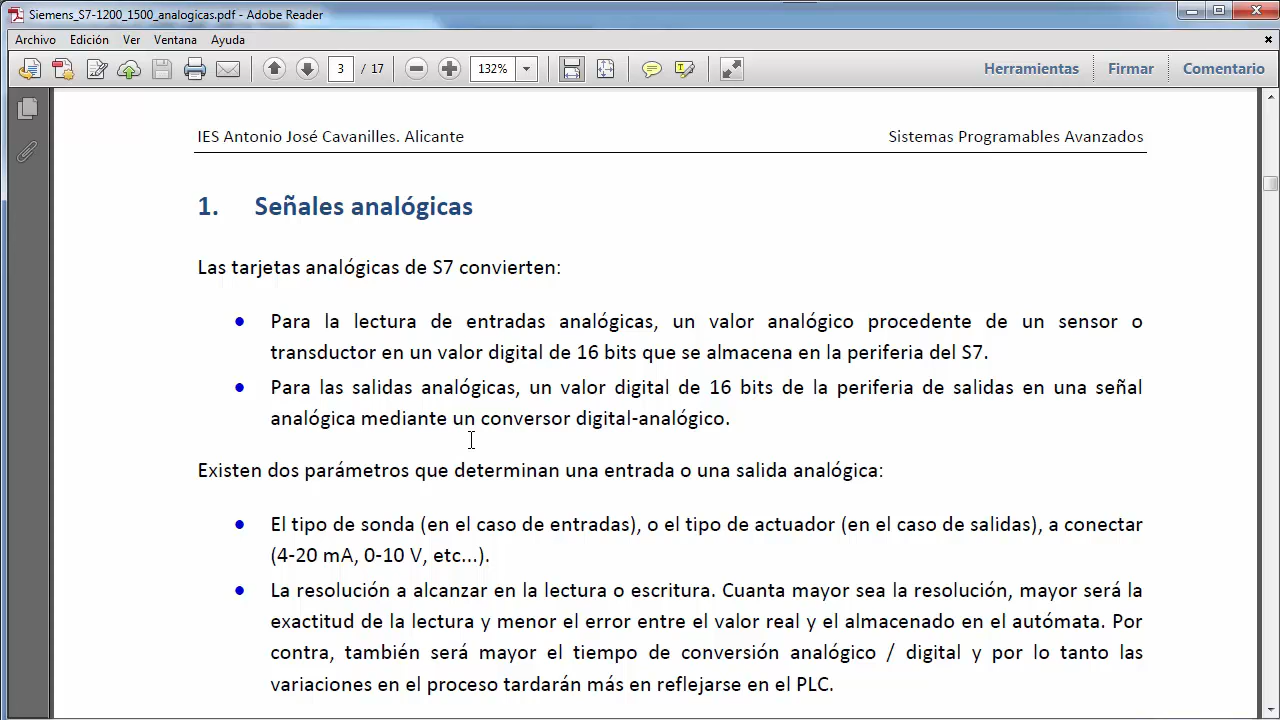 Siemens_S7-1200_1500_analogicas.pdf - Adobe Reader
Archivo Edición Ver Ventana Ayuda
3 / 17 132% Herramientas Firmar Comentario
IES Antonio José Cavanilles. Alicante Sistemas Programables Avanzados
1. Señales analógicas
Las tarjetas analógicas de S7 convierten:
● Para la lectura de entradas analógicas, un valor analógico procedente de un sensor o
transductor en un valor digital de 16 bits que se almacena en la periferia del S7.
● Para las salidas analógicas, un valor digital de 16 bits de la periferia de salidas en una señal
analógica mediante un conversor digital-analógico.
Existen dos parámetros que determinan una entrada o una salida analógica:
● El tipo de sonda (en el caso de entradas), o el tipo de actuador (en el caso de salidas), a conectar
(4-20 mA, 0-10 V, etc...).
● La resolución a alcanzar en la lectura o escritura. Cuanta mayor sea la resolución, mayor será la
exactitud de la lectura y menor el error entre el valor real y el almacenado en el autómata. Por
contra, también será mayor el tiempo de conversión analógico / digital y por lo tanto las
variaciones en el proceso tardarán más en reflejarse en el PLC.